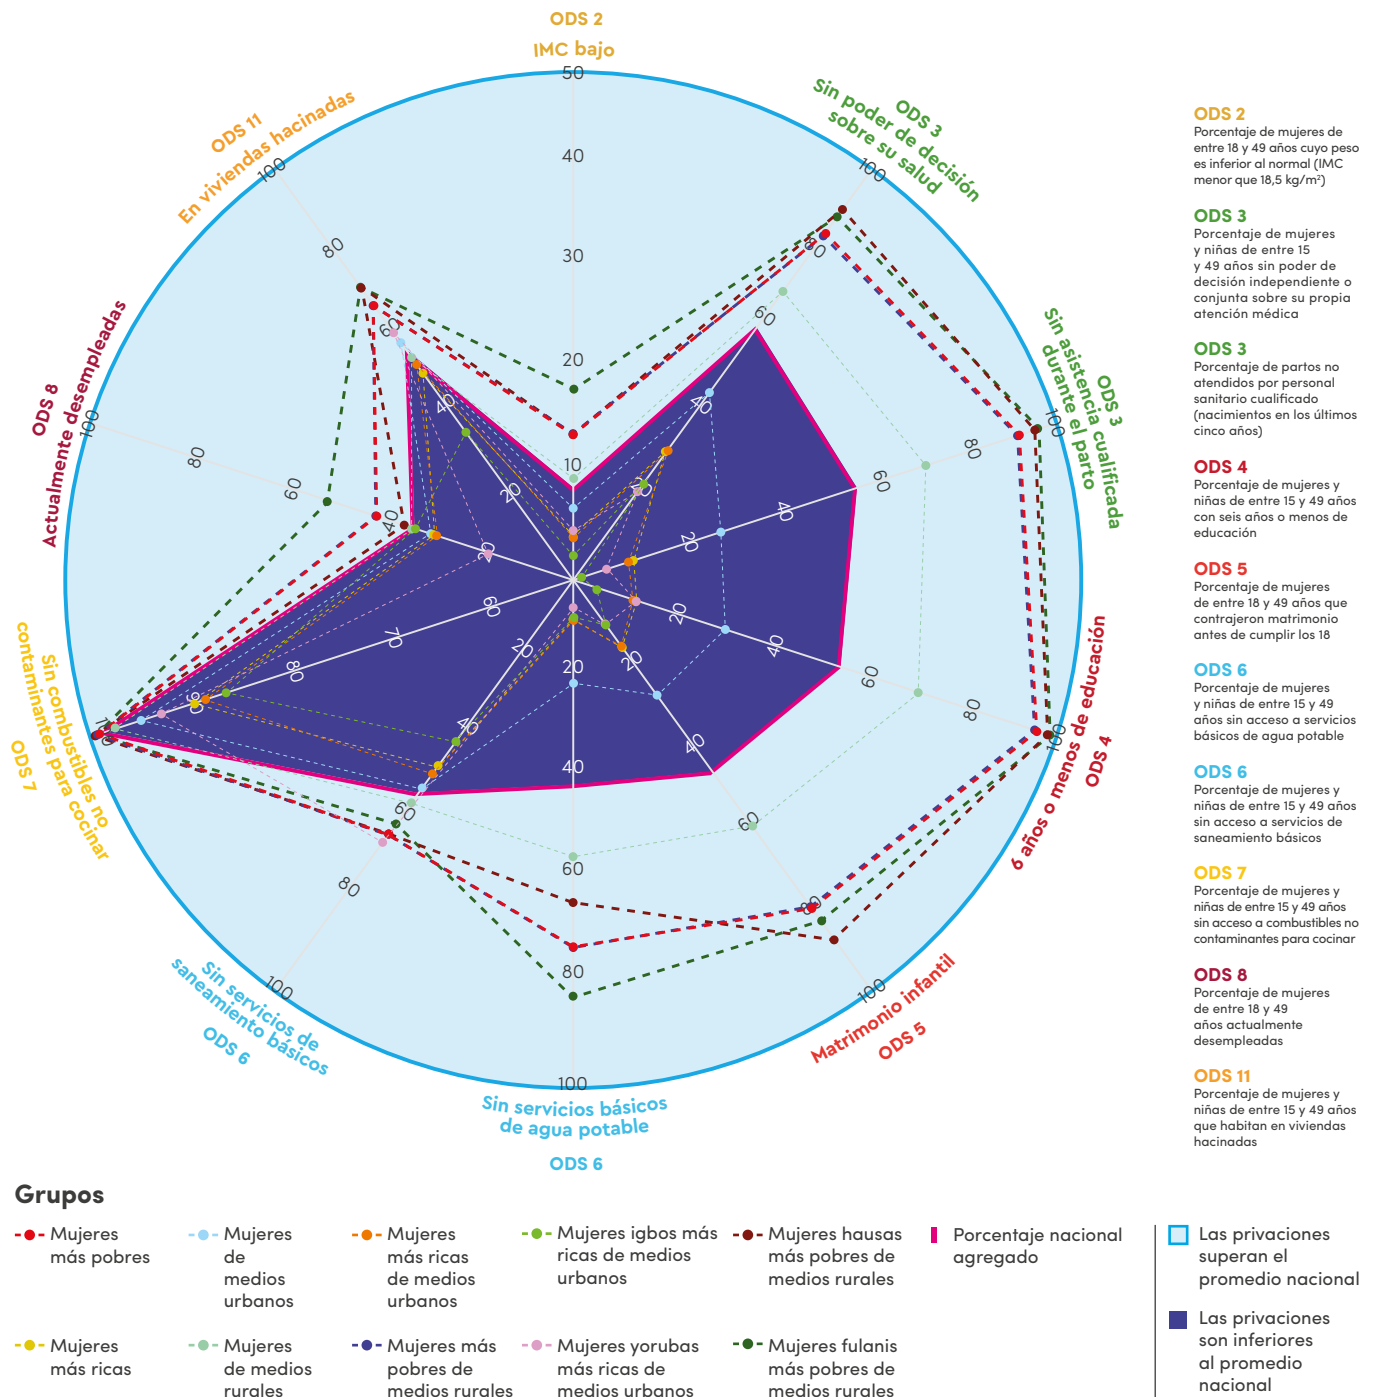 ODS 2
IMC bajo
50
40
30
20
10
ODS 3
Sin poder de decisión
sobre su salud
100
80
60
40
20
ODS 3
Sin asistencia cualificada
durante el parto
100
80
60
40
20
6 años o menos de educación
ODS 4
100
80
60
40
20
Matrimonio infantil
ODS 5
100
80
60
40
20
Sin servicios básicos
de agua potable
ODS 6
100
80
60
40
20
Sin servicios de
saneamiento básicos
ODS 6
100
80
60
40
20
Sin combustibles no
contaminantes para cocinar
ODS 7
100
90
80
70
60
ODS 8
Actualmente desempleadas
100
80
60
40
20
ODS 11
En viviendas hacinadas
100
80
60
40
20
ODS 2
Porcentaje de mujeres de
entre 18 y 49 años cuyo peso
es inferior al normal (IMC
menor que 18,5 kg/m²)
ODS 3
Porcentaje de mujeres
y niñas de entre 15
y 49 años sin poder de
decisión independiente o
conjunta sobre su propia
atención médica
ODS 3
Porcentaje de partos no
atendidos por personal
sanitario cualificado
(nacimientos en los últimos
cinco años)
ODS 4
Porcentaje de mujeres y
niñas de entre 15 y 49 años
con seis años o menos de
educación
ODS 5
Porcentaje de mujeres
de entre 18 y 49 años que
contrajeron matrimonio
antes de cumplir los 18
ODS 6
Porcentaje de mujeres
y niñas de entre 15 y 49
años sin acceso a servicios
básicos de agua potable
ODS 6
Porcentaje de mujeres y
niñas de entre 15 y 49 años
sin acceso a servicios de
saneamiento básicos
ODS 7
Porcentaje de mujeres y
niñas de entre 15 y 49 años
sin acceso a combustibles no
contaminantes para cocinar
ODS 8
Porcentaje de mujeres
de entre 18 y 49
años actualmente
desempleadas
ODS 11
Porcentaje de mujeres y
niñas de entre 15 y 49 años
que habitan en viviendas
hacinadas
Grupos
Mujeres
más pobres
Mujeres
de
medios
urbanos
Mujeres
más ricas
de medios
urbanos
Mujeres igbos más
ricas de medios
urbanos
Mujeres hausas
más pobres de
medios rurales
Porcentaje nacional
agregado
Las privaciones
superan el
promedio nacional
Mujeres
más ricas
Mujeres
de medios
rurales
Mujeres más
pobres de
medios rurales
Mujeres yorubas
más ricas de
medios urbanos
Mujeres fulanis
más pobres de
medios rurales
Las privaciones
son inferiores
al promedio
nacional